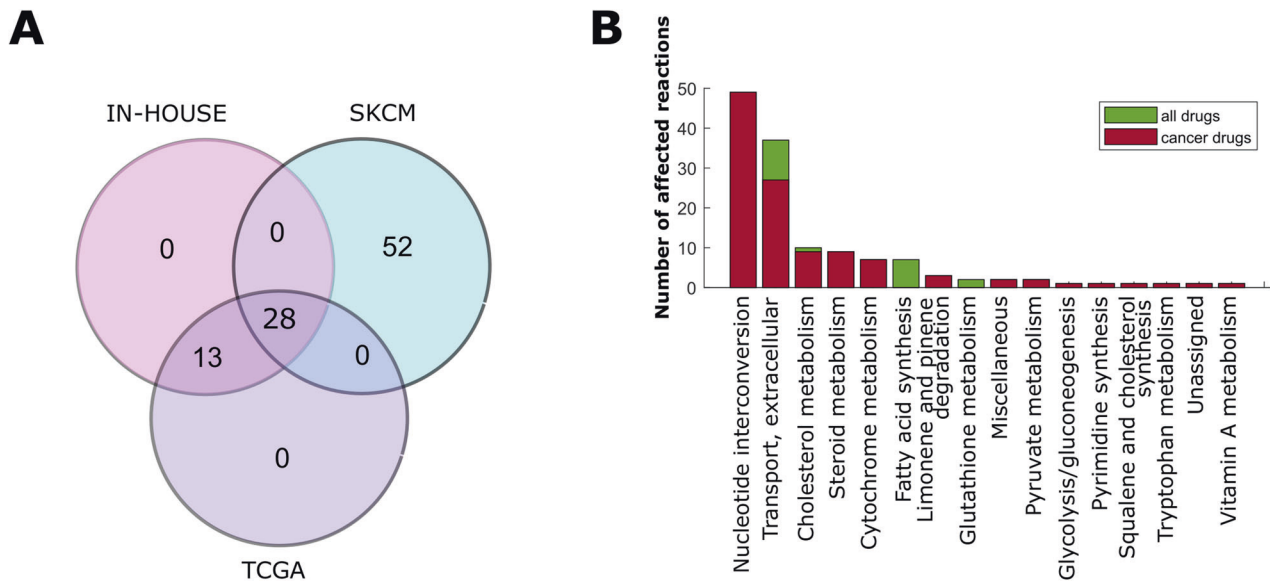 A
IN-HOUSE
SKCM
0
0
52
28
13
0
0
TCGA
B
Number of affected reactions
50
40
30
20
10
0
all drugs
cancer drugs
Nucleotide interconversion
Transport, extracellular
Cholesterol metabolism
Steroid metabolism
Cytochrome metabolism
Fatty acid synthesis
Limonene and pinene
degradation
Glutathione metabolism
Miscellaneous
Pyruvate metabolism
Glycolysis/gluconeogenesis
Pyrimidine synthesis
Squalene and cholesterol
synthesis
Tryptophan metabolism
Unassigned
Vitamin A metabolism